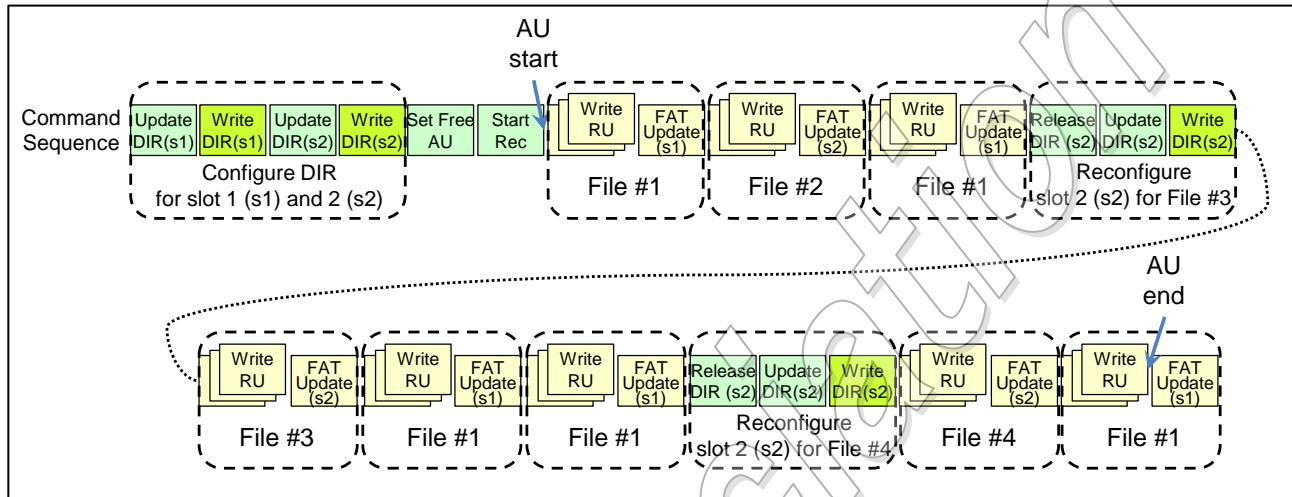 AU
start
Command
Sequence
Update
DIR(s1)
Write
DIR(s1)
Update
DIR(s2)
Write
DIR(s2)
Set Free
AU
Start
Rec
Write
RU
FAT
Update
(s1)
Write
RU
FAT
Update
(s2)
Write
RU
FAT
Update
(s1)
Release
DIR (s2)
Update
DIR(s2)
Write
DIR(s2)
Configure DIR
for slot 1 (s1) and 2 (s2)
File #1
File #2
File #1
Reconfigure
slot 2 (s2) for File #3
AU
end
Write
RU
FAT
Update
(s2)
Write
RU
FAT
Update
(s1)
Write
RU
FAT
Update
(s1)
Release
DIR (s2)
Update
DIR(s2)
Write
DIR(s2)
Write
RU
FAT
Update
(s2)
Write
RU
FAT
Update
(s1)
File #3
File #1
File #1
Reconfigure
slot 2 (s2) for File #4
File #4
File #1